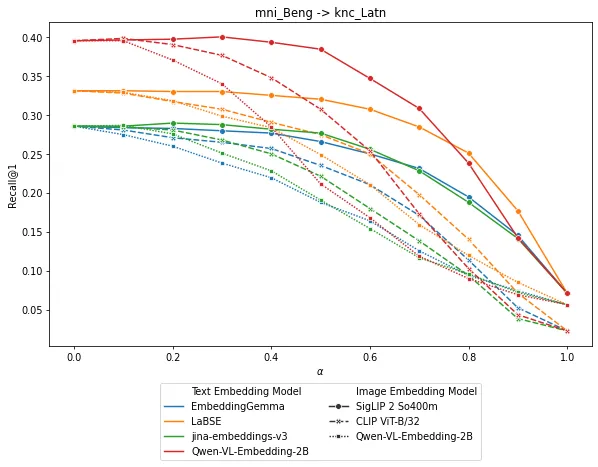 mni_Beng -> knc_Latn
Recall@1
0.40
0.35
0.30
0.25
0.20
0.15
0.10
0.05
0.0 0.2 0.4 0.6 0.8 1.0
α
Text Embedding Model
EmbeddingGemma
LaBSE
jina-embeddings-v3
Qwen-VL-Embedding-2B
Image Embedding Model
SigLIP 2 So400m
CLIP ViT-B/32
Qwen-VL-Embedding-2B